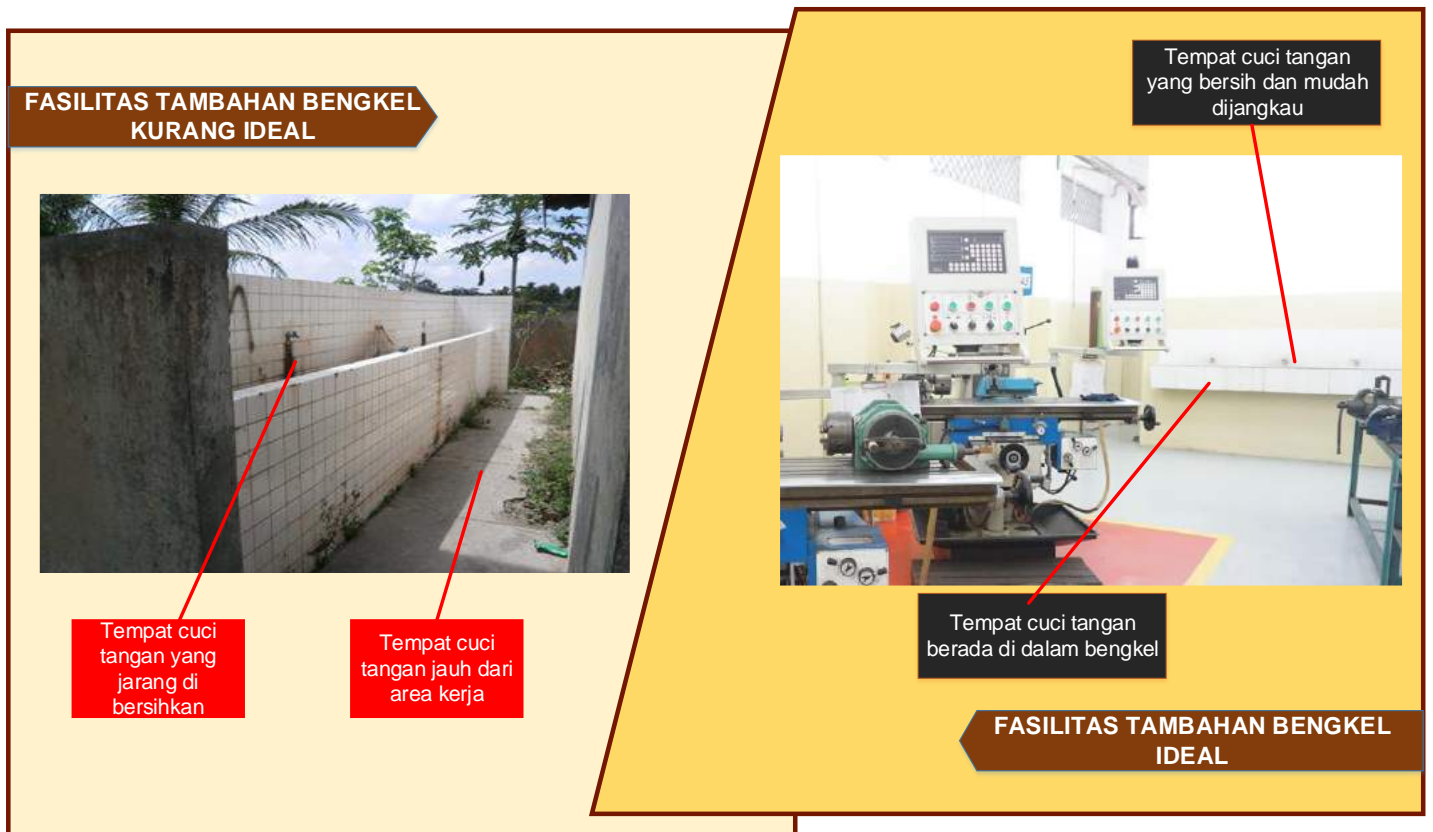 FASILITAS TAMBAHAN BENGKEL
KURANG IDEAL
Tempat cuci
tangan yang
jarang di
bersihkan
Tempat cuci
tangan jauh dari
area kerja
Tempat cuci tangan
yang bersih dan mudah
dijangkau
Tempat cuci tangan
berada di dalam bengkel
FASILITAS TAMBAHAN BENGKEL
IDEAL